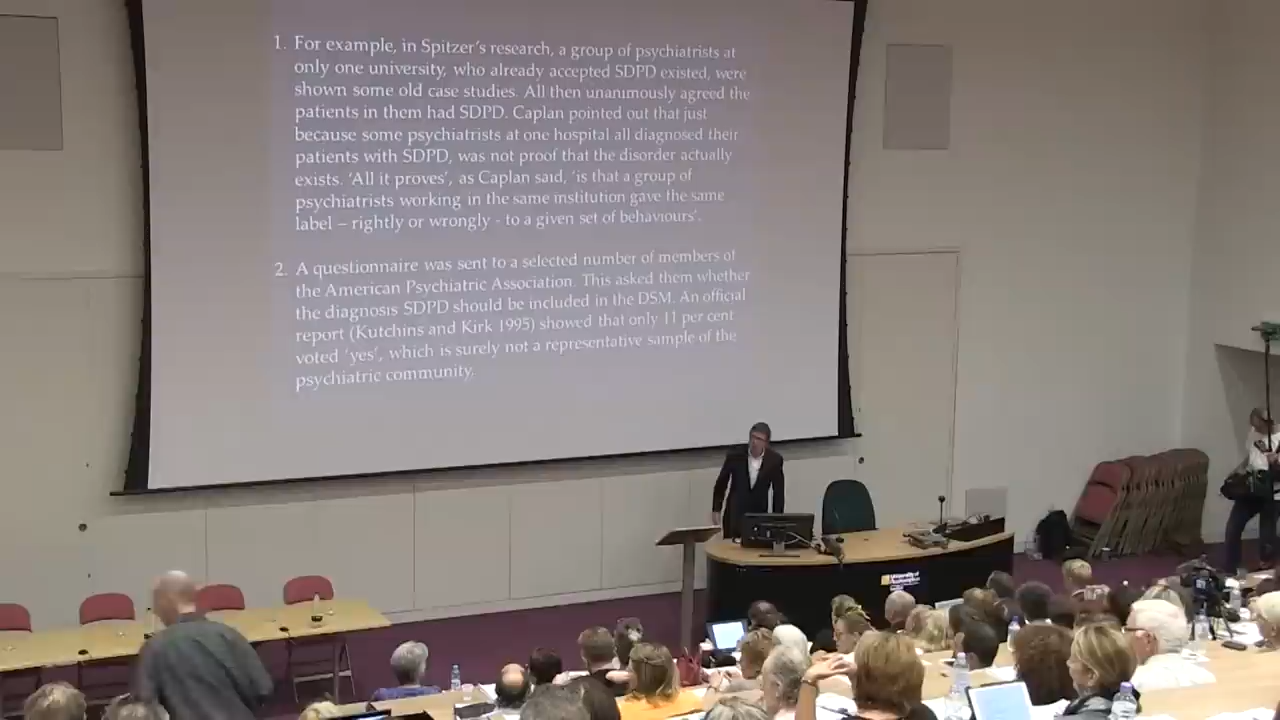 1. For example, in Spitzer's research, a group of psychiatrists at
only one university, who already accepted SDPD existed, were
shown some old case studies. All then unanimously agreed the
patients in them had SDPD. Caplan pointed out that just
because some psychiatrists at one hospital all diagnosed their
patients with SDPD, was not proof that the disorder actually
exists. 'All it proves', as Caplan said, 'is that a group of
psychiatrists working in the same institution gave the same
label – rightly or wrongly - to a given set of behaviours'.
2. A questionnaire was sent to a selected number of members of
the American Psychiatric Association. This asked them whether
the diagnosis SDPD should be included in the DSM. An official
report (Kutchins and Kirk 1995) showed that only 11 per cent
voted 'yes', which is surely not a representative sample of the
psychiatric community.
University of